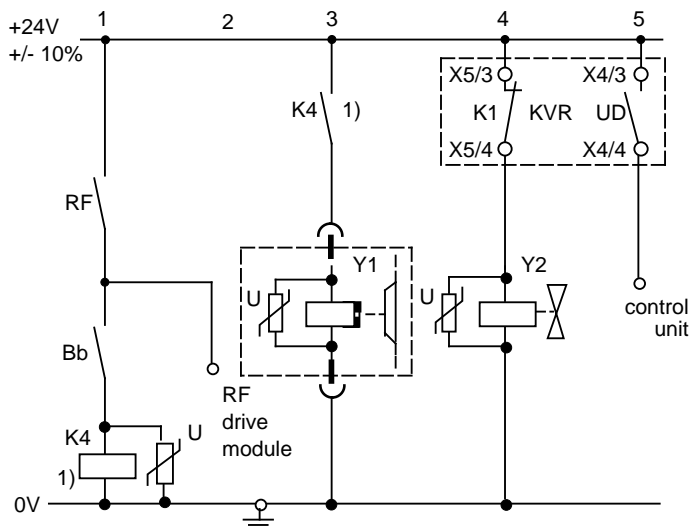 +24V
+/- 10%
1
2
3
4
5
X5/3
X4/3
K4
1)
K1
KVR
UD
X5/4
X4/4
RF
Y1
Y2
U
U
control
unit
Bb
RF
drive
module
K4
U
1)
0V